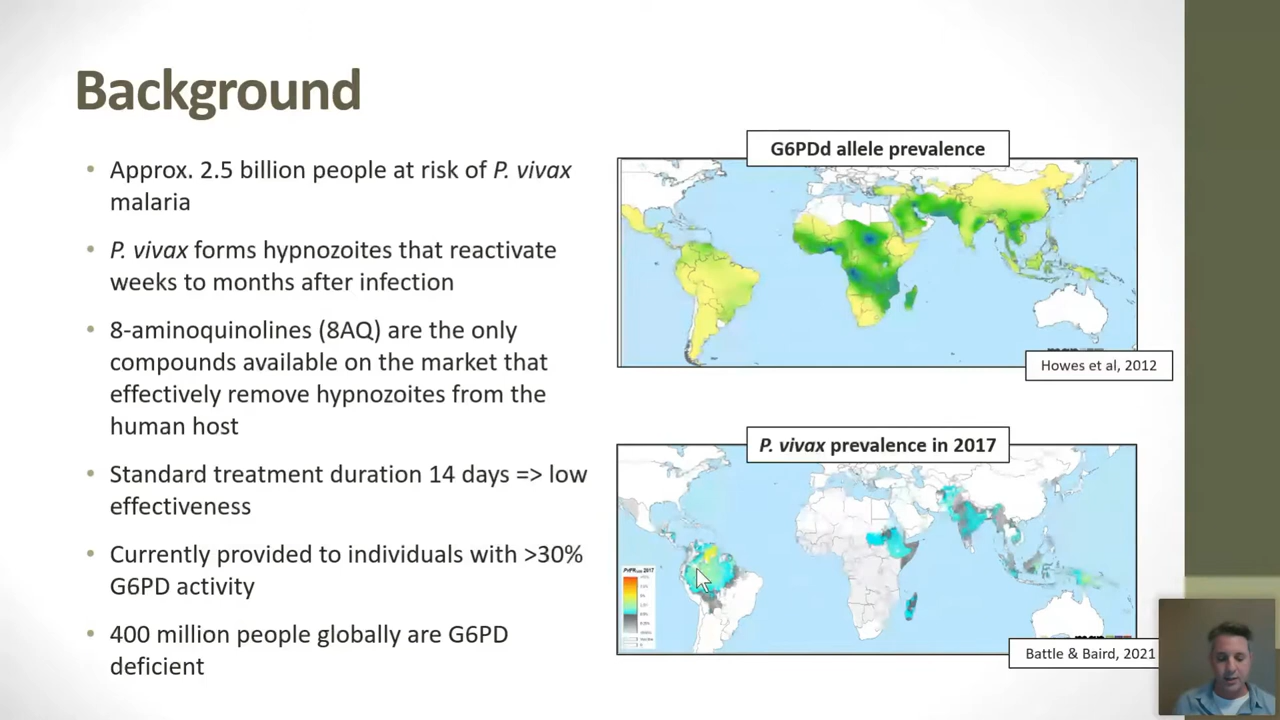 Background
• Approx. 2.5 billion people at risk of P. vivax
malaria
• P. vivax forms hypnozoites that reactivate
weeks to months after infection
• 8-aminoquinolines (8AQ) are the only
compounds available on the market that
effectively remove hypnozoites from the
human host
• Standard treatment duration 14 days => low
effectiveness
• Currently provided to individuals with >30%
G6PD activity
• 400 million people globally are G6PD
deficient
G6PDd allele prevalence
Howes et al, 2012
P. vivax prevalence in 2017
Battle & Baird, 2021